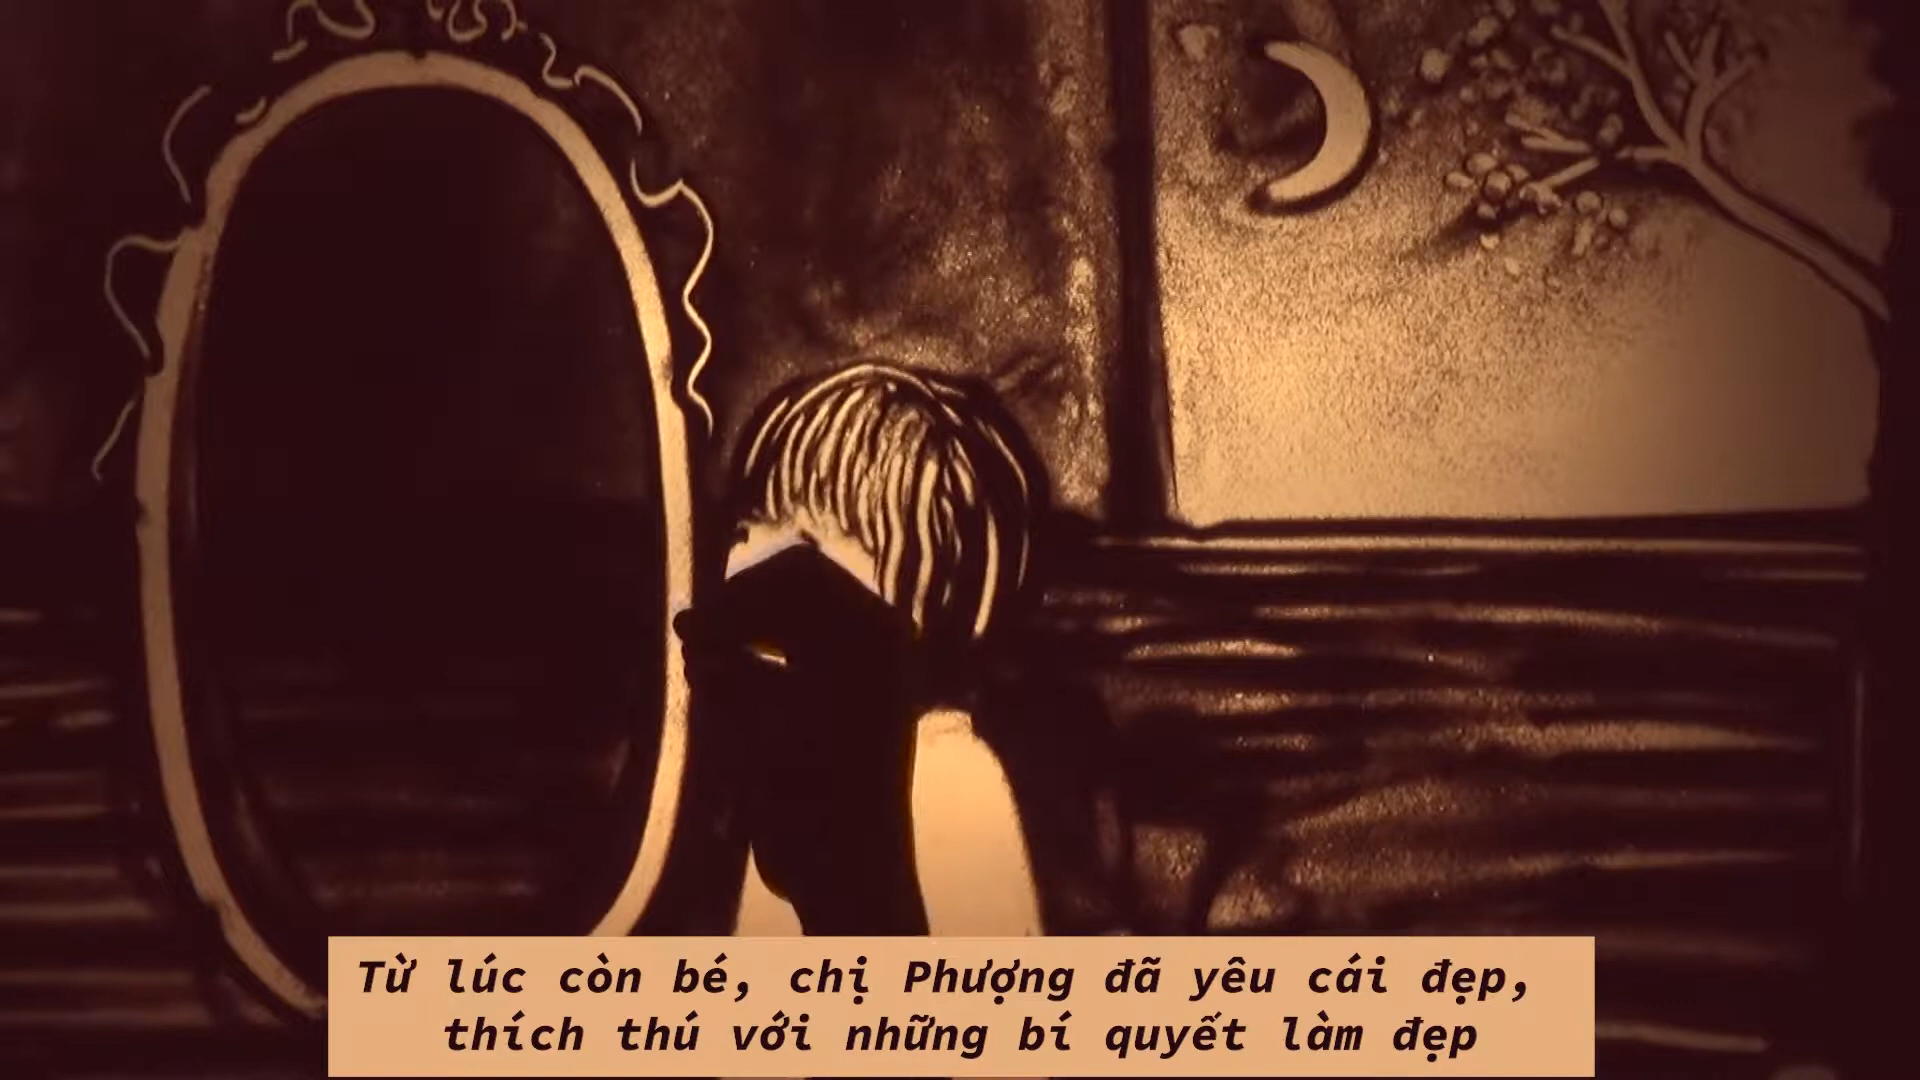 Từ lúc còn bé, chị Phượng đã yêu cái đẹp,
thích thú với những bí quyết làm đẹp